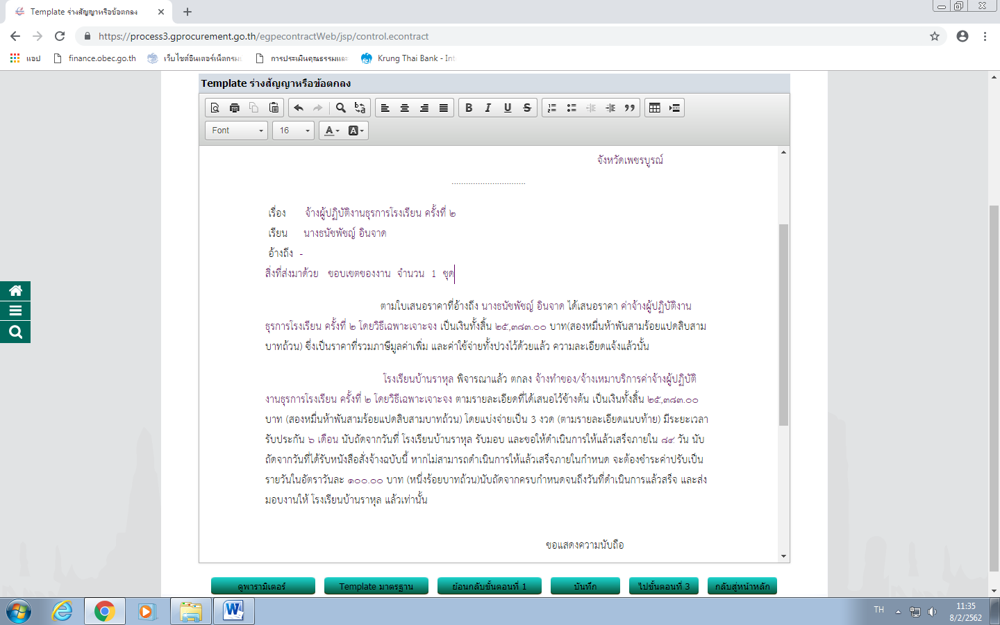 Template ร่างสัญญาหรือข้อตกลง
https://process3.gprocurement.go.th/egpecontractWeb/jsp/control.econtract
แอป finance.obec.go.th เว็บไซต์อินเตอร์เน็ตกรม การประเมินคุณธรรมและ Krung Thai Bank - Int
Template ร่างสัญญาหรือข้อตกลง
B I U S
Font 16 A A
จังหวัดเพชรบูรณ์
...............................
เรื่อง จ้างผู้ปฏิบัติงานธุรการโรงเรียน ครั้งที่ ๒
เรียน นางธนัชพัชญ์ อินจาด
อ้างถึง -
สิ่งที่ส่งมาด้วย ขอบเขตของงาน จำนวน 1 ชุด
ตามใบเสนอราคาที่อ้างถึง นางธนัชพัชญ์ อินจาด ได้เสนอราคา ค่าจ้างผู้ปฏิบัติงาน
ธุรการโรงเรียน ครั้งที่ ๒ โดยวิธีเฉพาะเจาะจง เป็นเงินทั้งสิ้น ๒๕,๓๘๓.๐๐ บาท(สองหมื่นห้าพันสามร้อยแปดสิบสาม
บาทถ้วน) ซึ่งเป็นราคาที่รวมภาษีมูลค่าเพิ่ม และค่าใช้จ่ายทั้งปวงไว้ด้วยแล้ว ความละเอียดแจ้งแล้วนั้น
โรงเรียนบ้านราหุล พิจารณาแล้ว ตกลง จ้างทำของ/จ้างเหมาบริการค่าจ้างผู้ปฏิบัติ
งานธุรการโรงเรียน ครั้งที่ ๒ โดยวิธีเฉพาะเจาะจง ตามรายละเอียดที่ได้เสนอไว้ข้างต้น เป็นเงินทั้งสิ้น ๒๕,๓๘๓.๐๐
บาท (สองหมื่นห้าพันสามร้อยแปดสิบสามบาทถ้วน) โดยแบ่งจ่ายเป็น 3 งวด (ตามรายละเอียดแนบท้าย) มีระยะเวลา
รับประกัน ๖ เดือน นับถัดจากวันที่ โรงเรียนบ้านราหุล รับมอบ และขอให้ดำเนินการให้แล้วเสร็จภายใน ๘๔ วัน นับ
ถัดจากวันที่ได้รับหนังสือสั่งจ้างฉบับนี้ หากไม่สามารถดำเนินการให้แล้วเสร็จภายในกำหนด จะต้องชำระค่าปรับเป็น
รายวันในอัตราวันละ ๑๐๐.๐๐ บาท (หนึ่งร้อยบาทถ้วน)นับถัดจากครบกำหนดจนถึงวันที่ดำเนินการแล้วสร็จ และส่ง
มอบงานให้ โรงเรียนบ้านราหุล แล้วเท่านั้น
ขอแสดงความนับถือ
ดูพารามิเตอร์ Template มาตรฐาน ย้อนกลับขั้นตอนที่ 1 บันทึก ไปขั้นตอนที่ 3 กลับสู่หน้าหลัก
TH 11:35
8/2/2562